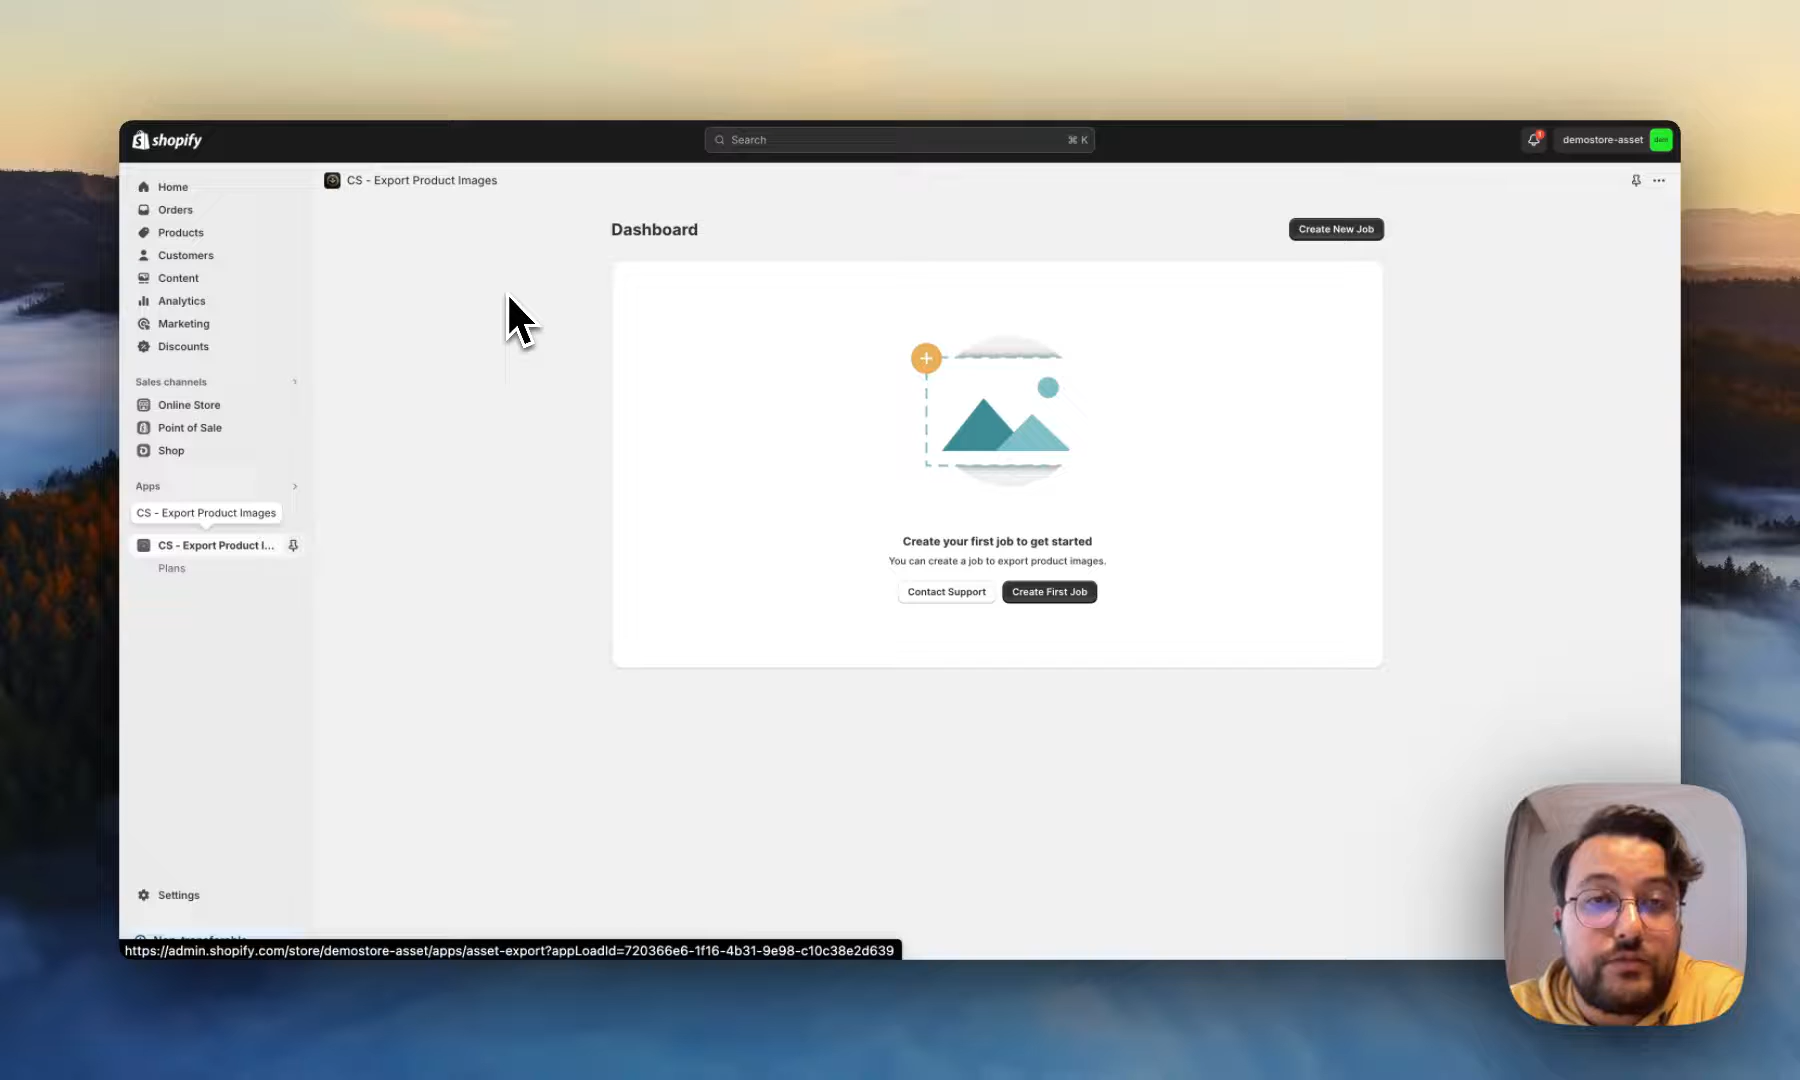 shopify
Search
⌘ K
1
demostore-asset
dem
CS - Export Product Images
Home
Orders
Products
Customers
Content
Analytics
Marketing
Discounts
Sales channels
Online Store
Point of Sale
Shop
Apps
CS - Export Product Images
CS - Export Product I...
Plans
Settings
Dashboard
Create New Job
Create your first job to get started
You can create a job to export product images.
Contact Support
Create First Job
https://admin.shopify.com/store/demostore-asset/apps/asset-export?appLoadId=720366e6-1f16-4b31-9e98-c10c38e2d639